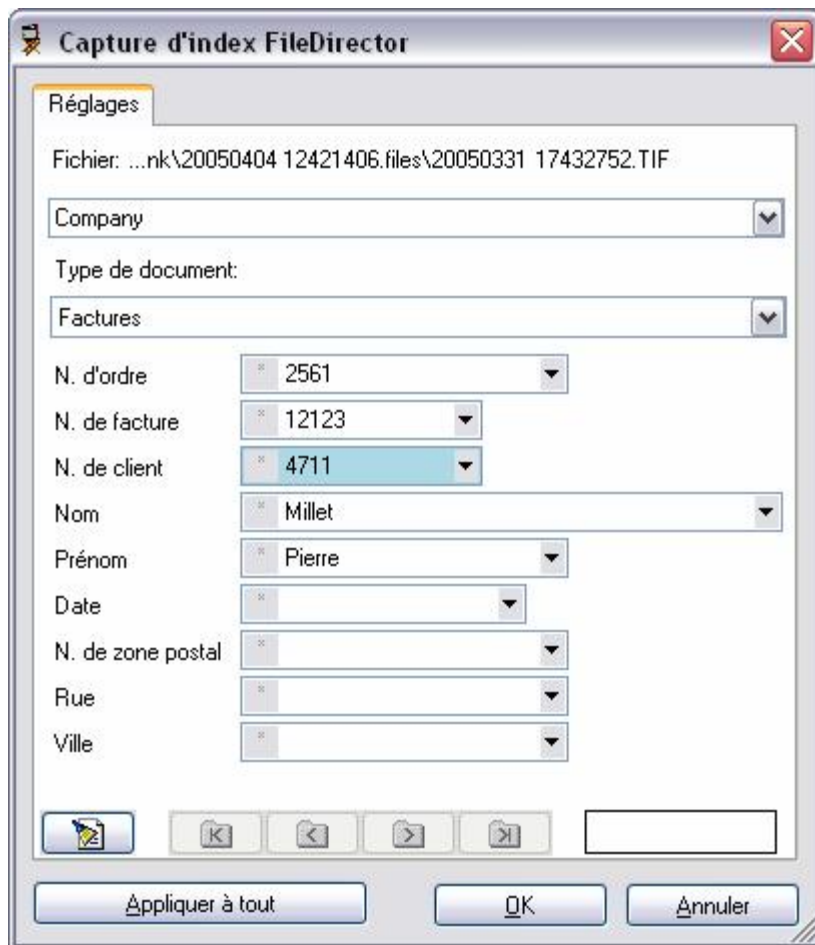 Capture d'index FileDirector
Réglages
Fichier: ...nk\20050404 12421406.files\20050331 17432752.TIF
Company
Type de document:
Factures
N. d'ordre * 2561
N. de facture * 12123
N. de client * 4711
Nom * Millet
Prénom * Pierre
Date *
N. de zone postal *
Rue *
Ville *
Appliquer à tout OK Annuler